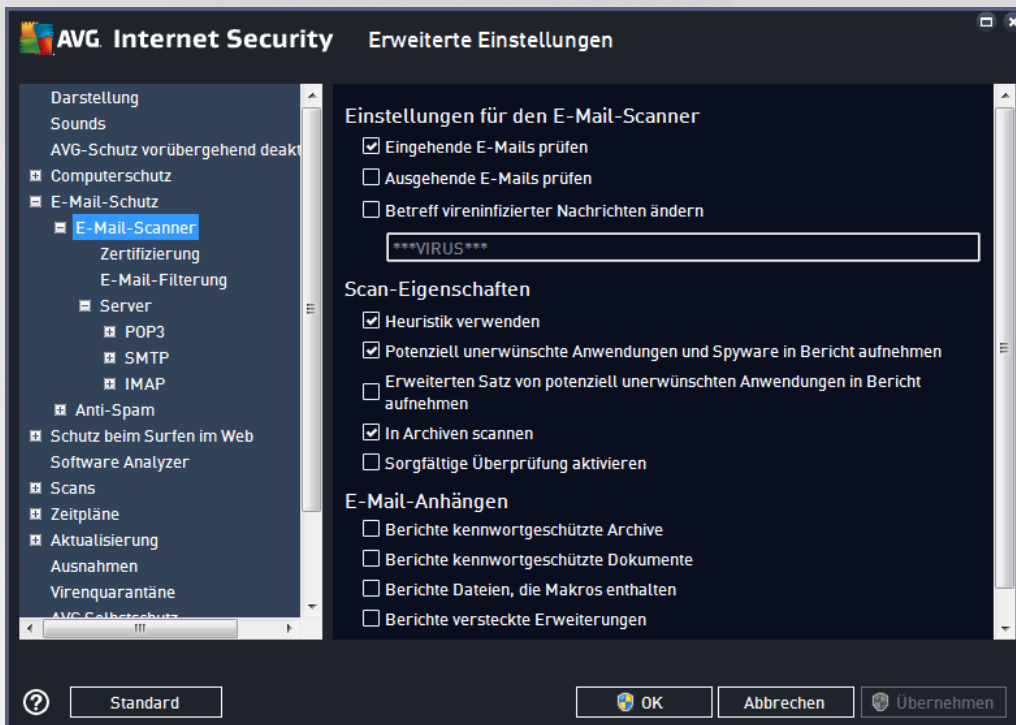 AVG Internet Security Erweiterte Einstellungen
Darstellung
Sounds
AVG-Schutz vorübergehend deakt
Computerschutz
E-Mail-Schutz
E-Mail-Scanner
Zertifizierung
E-Mail-Filterung
Server
POP3
SMTP
IMAP
Anti-Spam
Schutz beim Surfen im Web
Software Analyzer
Scans
Zeitpläne
Aktualisierung
Ausnahmen
Virenquarantäne
AVG Selbstschutz
Einstellungen für den E-Mail-Scanner
Eingehende E-Mails prüfen
Ausgehende E-Mails prüfen
Betreff vireninfizierter Nachrichten ändern
***VIRUS***
Scan-Eigenschaften
Heuristik verwenden
Potenziell unerwünschte Anwendungen und Spyware in Bericht aufnehmen
Erweiterten Satz von potenziell unerwünschten Anwendungen in Bericht
aufnehmen
In Archiven scannen
Sorgfältige Überprüfung aktivieren
E-Mail-Anhängen
Berichte kennwortgeschützte Archive
Berichte kennwortgeschützte Dokumente
Berichte Dateien, die Makros enthalten
Berichte versteckte Erweiterungen
Standard
OK
Abbrechen
Übernehmen